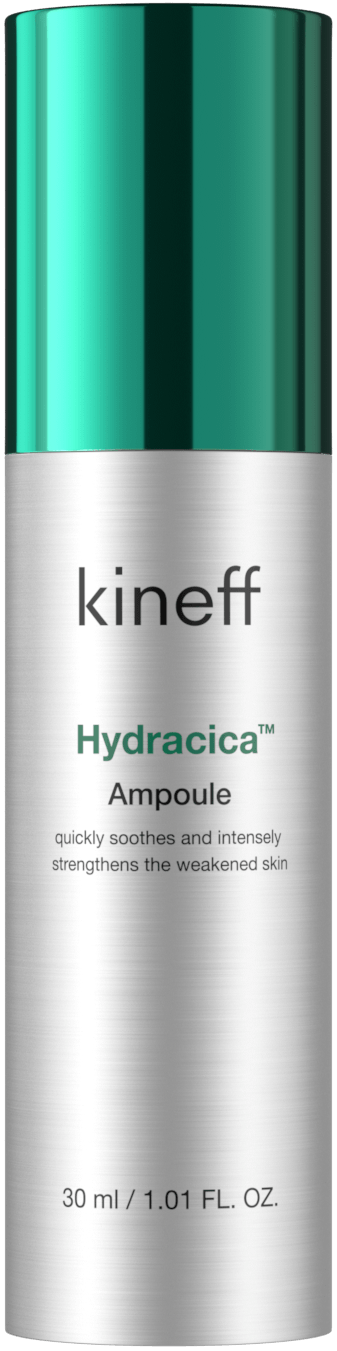 kineff
Hydracica™
Ampoule
quickly soothes and intensely
strengthens the weakened skin
30 ml / 1.01 FL. OZ.